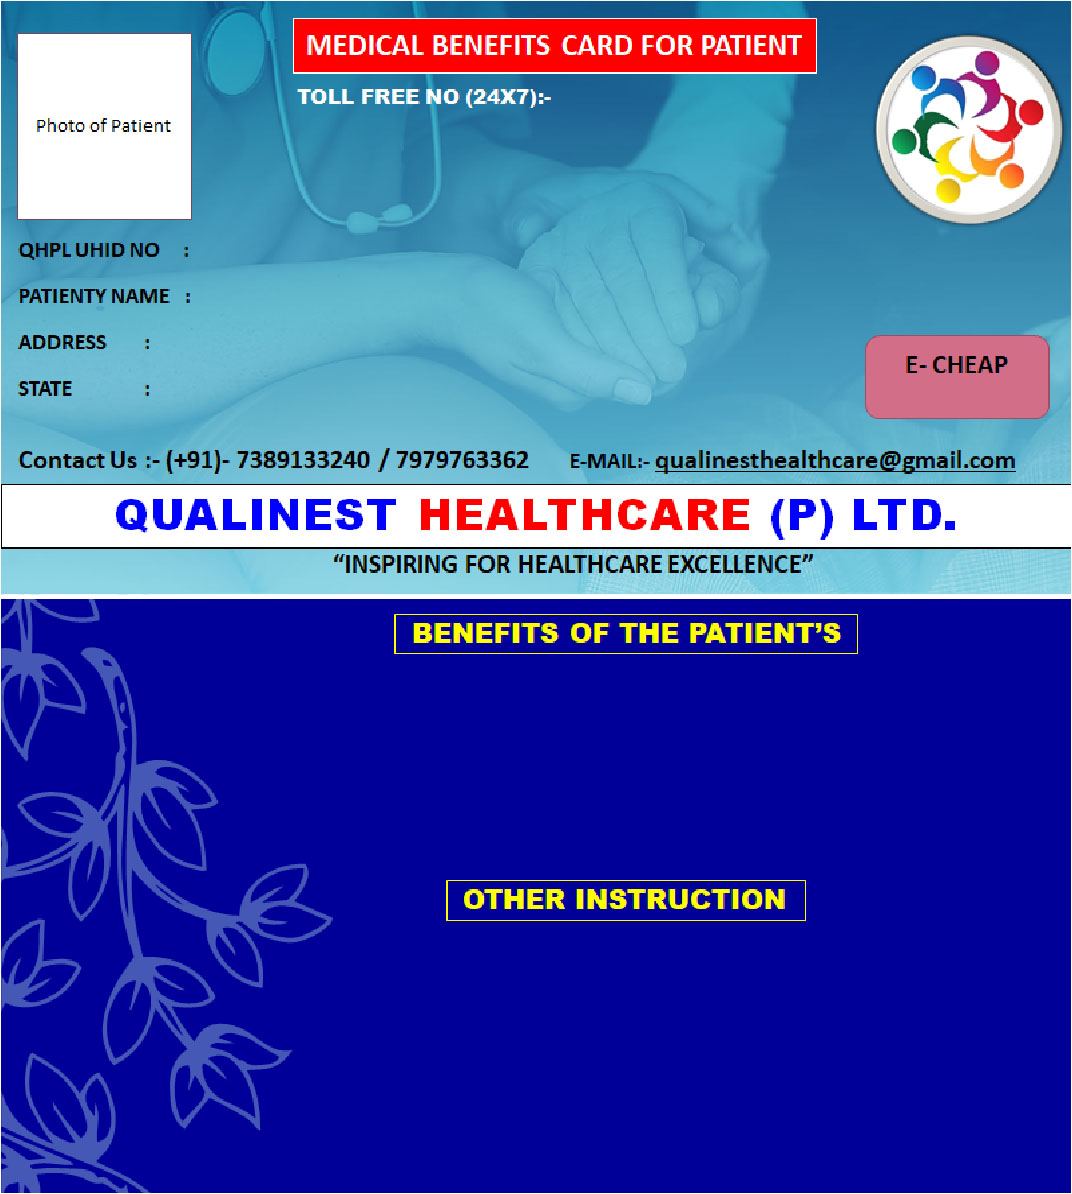 MEDICAL BENEFITS CARD FOR PATIENT
TOLL FREE NO (24X7):-
Photo of Patient
QHPL UHID NO :
PATIENTY NAME :
ADDRESS :
STATE :
E- CHEAP
Contact Us :- (+91)- 7389133240 / 7979763362 E-MAIL:- qualinesthealthcare@gmail.com
QUALINEST HEALTHCARE (P) LTD.
“INSPIRING FOR HEALTHCARE EXCELLENCE”
BENEFITS OF THE PATIENT’S
OTHER INSTRUCTION